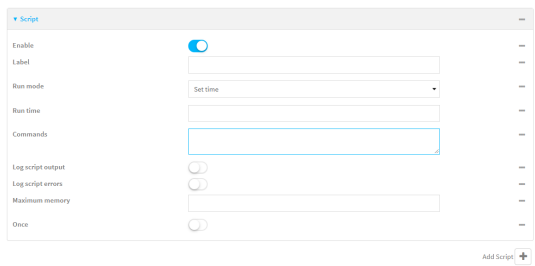 Script
Enable
Label
Run mode
Set time
Run time
Commands
Log script output
Log script errors
Maximum memory
Once
Add Script